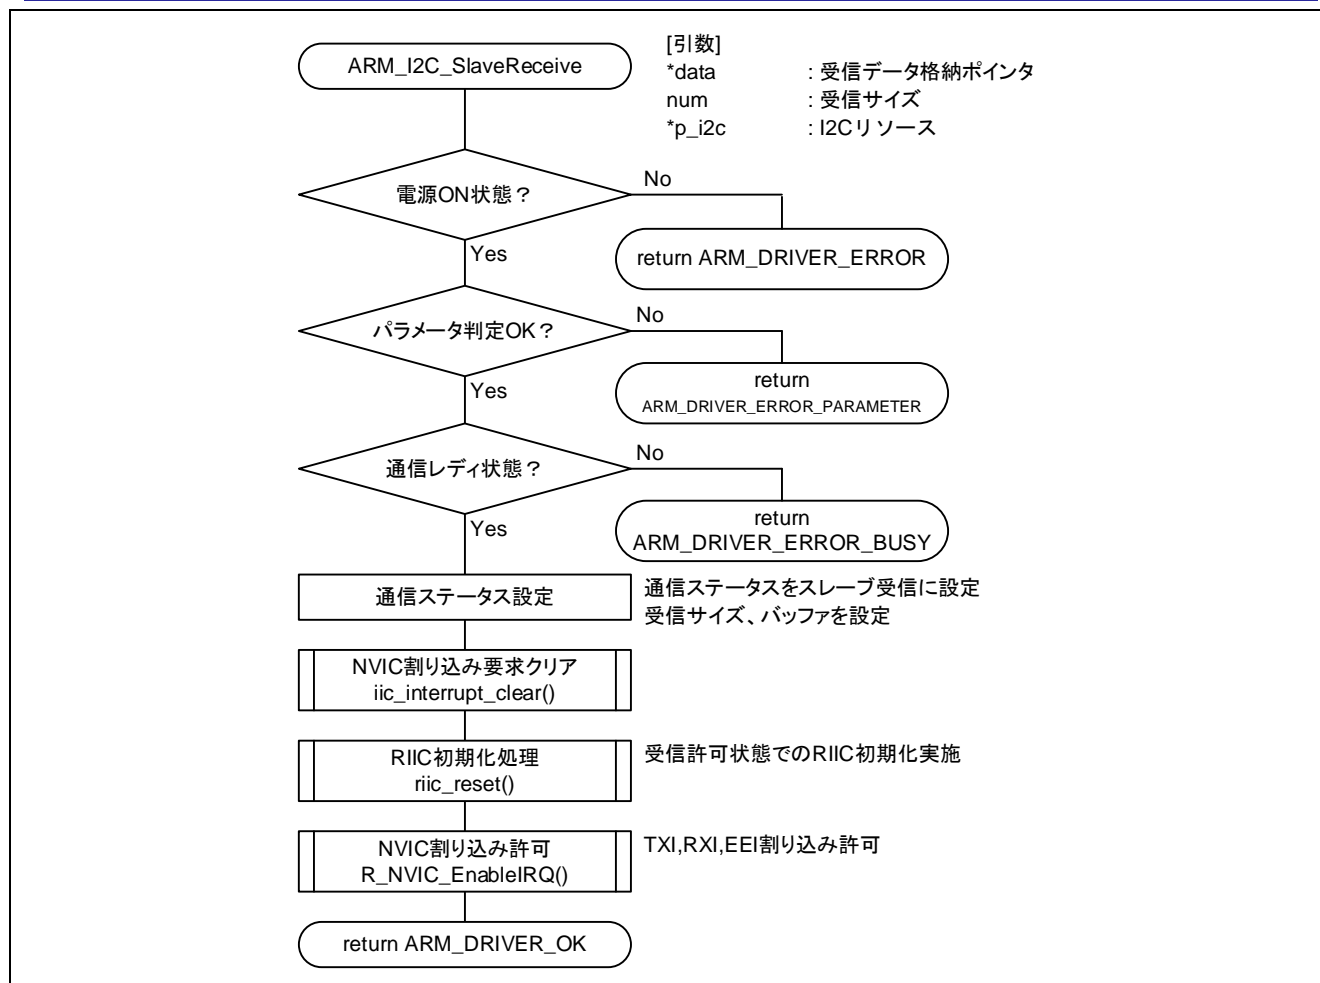 ARM_I2C_SlaveReceive
[引数]
*data : 受信データ格納ポインタ
num : 受信サイズ
*p_i2c : I2Cリソース
電源ON状態？
No
Yes
return ARM_DRIVER_ERROR
パラメータ判定OK？
No
Yes
return
ARM_DRIVER_ERROR_PARAMETER
通信レディ状態？
No
Yes
return
ARM_DRIVER_ERROR_BUSY
通信ステータス設定
通信ステータスをスレーブ受信に設定
受信サイズ、バッファを設定
NVIC割り込み要求クリア
iic_interrupt_clear()
RIIC初期化処理
riic_reset()
受信許可状態でのRIIC初期化実施
NVIC割り込み許可
R_NVIC_EnableIRQ()
TXI,RXI,EEI割り込み許可
return ARM_DRIVER_OK